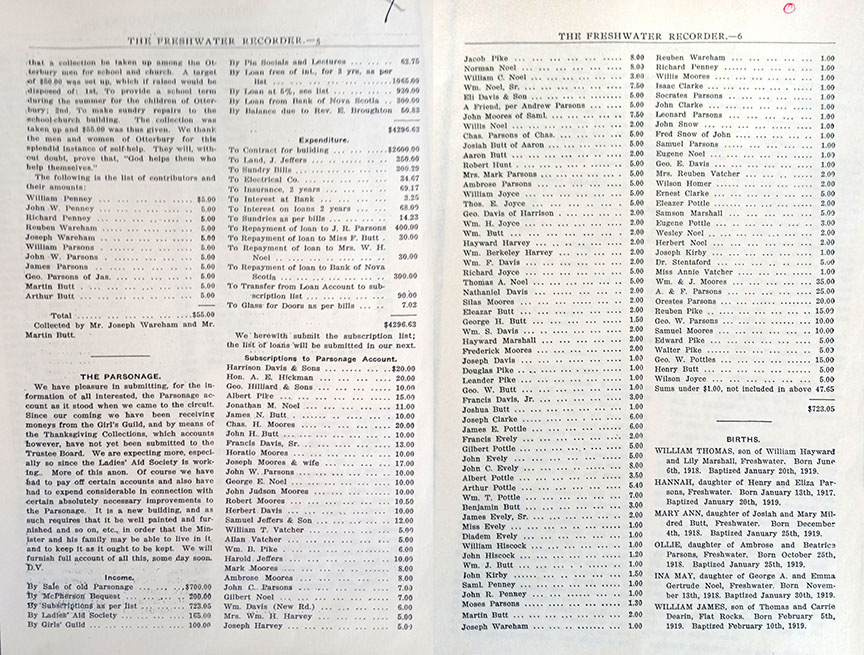 THE FRESHWATER RECORDER.—5
that a collection be taken up among the Ot-
terbury men for school and church. A target
of $50.00 was set up, which if raised would be
disposed of: 1st. To provide a school term
during the summer for the children of Otter-
bury; 2nd. To make sundry repairs to the
school-church building. The collection was
taken up and $55.00 was thus given. We thank
the men and women of Otterbury for this
splendid instance of self-help. They will, with-
out doubt, prove that, "God helps them who
help themselves."
The following is the list of contributors and
their amounts:
William Penney $5.00
John W. Penney 5.00
Richard Penney 5.00
Reuben Wareham 5.00
Joseph Wareham 5.00
William Parsons 5.00
John W. Parsons 5.00
James Parsons 5.00
Geo. Parsons of Jas. 5.00
Martin Butt 5.00
Arthur Butt 5.00
Total $55.00
Collected by Mr. Joseph Wareham and Mr.
Martin Butt.
THE PARSONAGE.
We have pleasure in submitting, for the in-
formation of all interested, the Parsonage ac-
count as it stood when we came to the circuit.
Since our coming we have been receiving
moneys from the Girl's Guild, and by means of
the Thanksgiving Collections, which accounts
however, have not yet been submitted to the
Trustee Board. We are expecting more, especi-
ally so since the Ladies' Aid Society is work-
ing. More of this anon. Of course we have
had to pay off certain accounts and also have
had to expend considerable in connection with
certain absolutely necessary improvements to
the Parsonage. It is a new building, and as
such requires that it be well painted and fur-
nished and so on, etc., in order that the Min-
ister and his family may be able to live in it,
and to keep it as it ought to be kept. We will
furnish full account of all this, some day soon.
D.V.
Income.
By Sale of old Parsonage $700.00
By McPherson Bequest 200.00
By Subscriptions as per list 723.05
By Ladies' Aid Society 165.00
By Girls' Guild 100.00
By Pie Socials and Lectures 62.75
By Loan free of int, for 3 yrs, as per
list 1065.00
By Loan at 5%, see list 930.00
By Loan from Bank of Nova Scotia 300.00
By Balance due to Rev. E. Broughton 50.83
$4296.63
Expenditure.
To Contract for building $2600.00
To Land, J. Jeffers 350.00
To Sundry Bills 200.29
To Electrical Co. 24.67
To Insurance, 2 years 69.17
To Interest at Bank 3.25
To Interest on loans 2 years 68.00
To Sundries as per bills 14.23
To Repayment of loan to J. R. Parsons 400.00
To Repayment of loan to Miss F. Butt 30.00
To Repayment of loan to Mrs. W. H.
Noel 30.00
To Repayment of loan to Bank of Nova
Scotia 300.00
To Transfer from Loan Account to sub-
scription list 90.00
To Glass for Doors as per bills 7.02
$4296.63
We herewith submit the subscription list;
the list of loans will be submitted in our next.
Subscriptions to Parsonage Account.
Harrison Davis & Sons $20.00
Hon. A. E. Hickman 20.00
Geo. Hilliard & Sons 10.00
Albert Pike 15.00
Jonathan M. Noel 11.00
James N. Butt 10.00
Chas. H. Moores 20.00
John H. Butt 10.00
Francis Davis, Sr. 13.00
Horatio Moores 10.00
Joseph Moores & wife 17.00
John W. Parsons 10.00
George E. Noel 10.00
John Judson Moores 10.00
Robert Moores 10.50
Herbert Davis 10.00
Samuel Jeffers & Son 12.00
William T. Vatcher 5.00
Allan Vatcher 5.00
Wm. B. Pike 6.00
Harold Jeffers 10.00
Mark Moores 8.00
Ambrose Moores 8.00
John C. Parsons 7.00
Gilbert Noel 7.00
Wm. Davis (New Rd.) 6.00
Mrs. Wm. H. Harvey 5.00
Joseph Harvey 5.00
THE FRESHWATER RECORDER.—6
Jacob Pike 8.00
Norman Noel 8.00
William C. Noel 3.00
Wm. Noel, Sr. 7.50
Eli Davis & Son 5.00
A Friend, per Andrew Parsons 5.00
John Moores of Saml. 7.50
Willis Noel 2.00
Chas. Parsons of Chas. 5.00
Josiah Butt of Aaron 5.00
Aaron Butt 2.00
Robert Hunt 5.00
Mrs. Mark Parsons 5.00
Ambrose Parsons 5.00
William Joyce 5.00
Thos. E. Joyce 5.00
Geo. Davis of Harrison 2.00
Wm. H. Joyce 2.00
Wm. Butt 2.00
Hayward Harvey 2.00
Wm. Berkeley Harvey 2.00
Wm. F. Davis 2.00
Richard Joyce 5.00
Thomas A. Noel 5.00
Nathaniel Davis 2.00
Silas Moores 2.00
Eleazar Butt 2.00
George H. Butt 1.50
Wm. S. Davis 2.00
Hayward Marshall 2.00
Frederick Moores 2.00
Joseph Davis 1.00
Douglas Pike 1.00
Leander Pike 1.00
Geo. W. Butt 1.00
Francis Davis, Jr. 3.00
Joshua Butt 1.00
Joseph Clarke 6.00
James E. Pottle 6.00
Francis Evely 2.00
Gilbert Pottle 5.00
John Evely 5.00
John C. Evely 8.00
Albert Pottle 3.50
Arthur Pottle 5.40
Wm. T. Pottle 7.00
Benjamin Butt 3.00
James Evely, Sr. 2.00
Miss Evely 1.00
Diadem Evely 1.00
William Hiscock 1.00
John Hiscock 1.20
Wm. J. Butt 1.00
John Kirby 1.50
Saml. Penney 1.00
John R. Penney 1.00
Moses Parsons 1.30
Martin Butt 2.00
Joseph Wareham 1.00
Reuben Wareham 1.00
Richard Penney 1.00
Willis Moores 1.00
Isaac Clarke 1.00
Socrates Parsons 1.00
John Clarke 1.00
Leonard Parsons 1.00
John Snow 1.00
Fred Snow of John 1.00
Samuel Parsons 1.00
Eugene Noel 1.00
Geo. E. Davis 1.00
Mrs. Reuben Vatcher 2.00
Wilson Homer 2.00
Ernest Clarke 5.00
Eleazer Pottle 2.00
Samson Marshall 5.00
Eugene Pottle 3.00
Wesley Noel 2.00
Herbert Noel 2.00
Joseph Kirby 1.00
Dr. Stentaford 5.00
Miss Annie Vatcher 1.00
Wm. & J. Moores 35.00
A. & F. Parsons 25.00
Orestes Parsons 20.00
Reuben Pike 15.00
Geo. W. Parsons 10.00
Samuel Moores 10.00
Edward Pike 5.00
Walter Pike 5.00
Geo. W. Pottles 15.00
Henry Butt 5.00
Wilson Joyce 5.00
Sums under $1.00, not included in above 47.65
$723.05
BIRTHS.
WILLIAM THOMAS, son of William Hayward
and Lily Marshall, Freshwater. Born June
6th, 1918. Baptized January 20th, 1919.
HANNAH, daughter of Henry and Eliza Par-
sons, Freshwater. Born January 13th, 1917.
Baptized January 20th, 1919.
MARY ANN, daughter of Josiah and Mary Mil-
dred Butt, Freshwater. Born December
4th, 1918. Baptized January 25th, 1919.
OLLIE, daughter of Ambrose and Beatrice
Parsons, Freshwater. Born October 25th,
1918. Baptized January 25th, 1919.
INA MAY, daughter of George A. and Emma
Gertrude Noel, Freshwater. Born Novem-
ber 13th, 1918. Baptized January 30th, 1919.
WILLIAM JAMES, son of Thomas and Carrie
Dearin, Flat Rocks. Born February 5th,
1919. Baptized February 10th, 1919.